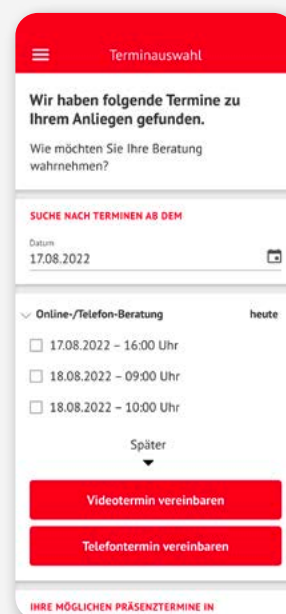 Terminauswahl
Wir haben folgende Termine zu
Ihrem Anliegen gefunden.
Wie möchten Sie Ihre Beratung
wahrnehmen?
SUCHE NACH TERMINEN AB DEM
Datum
17.08.2022
Online-/Telefon-Beratung heute
17.08.2022 – 16:00 Uhr
18.08.2022 – 09:00 Uhr
18.08.2022 – 10:00 Uhr
Später
Videotermin vereinbaren
Telefontermin vereinbaren
IHRE MÖGLICHEN PRÄSENZTERMINE IN